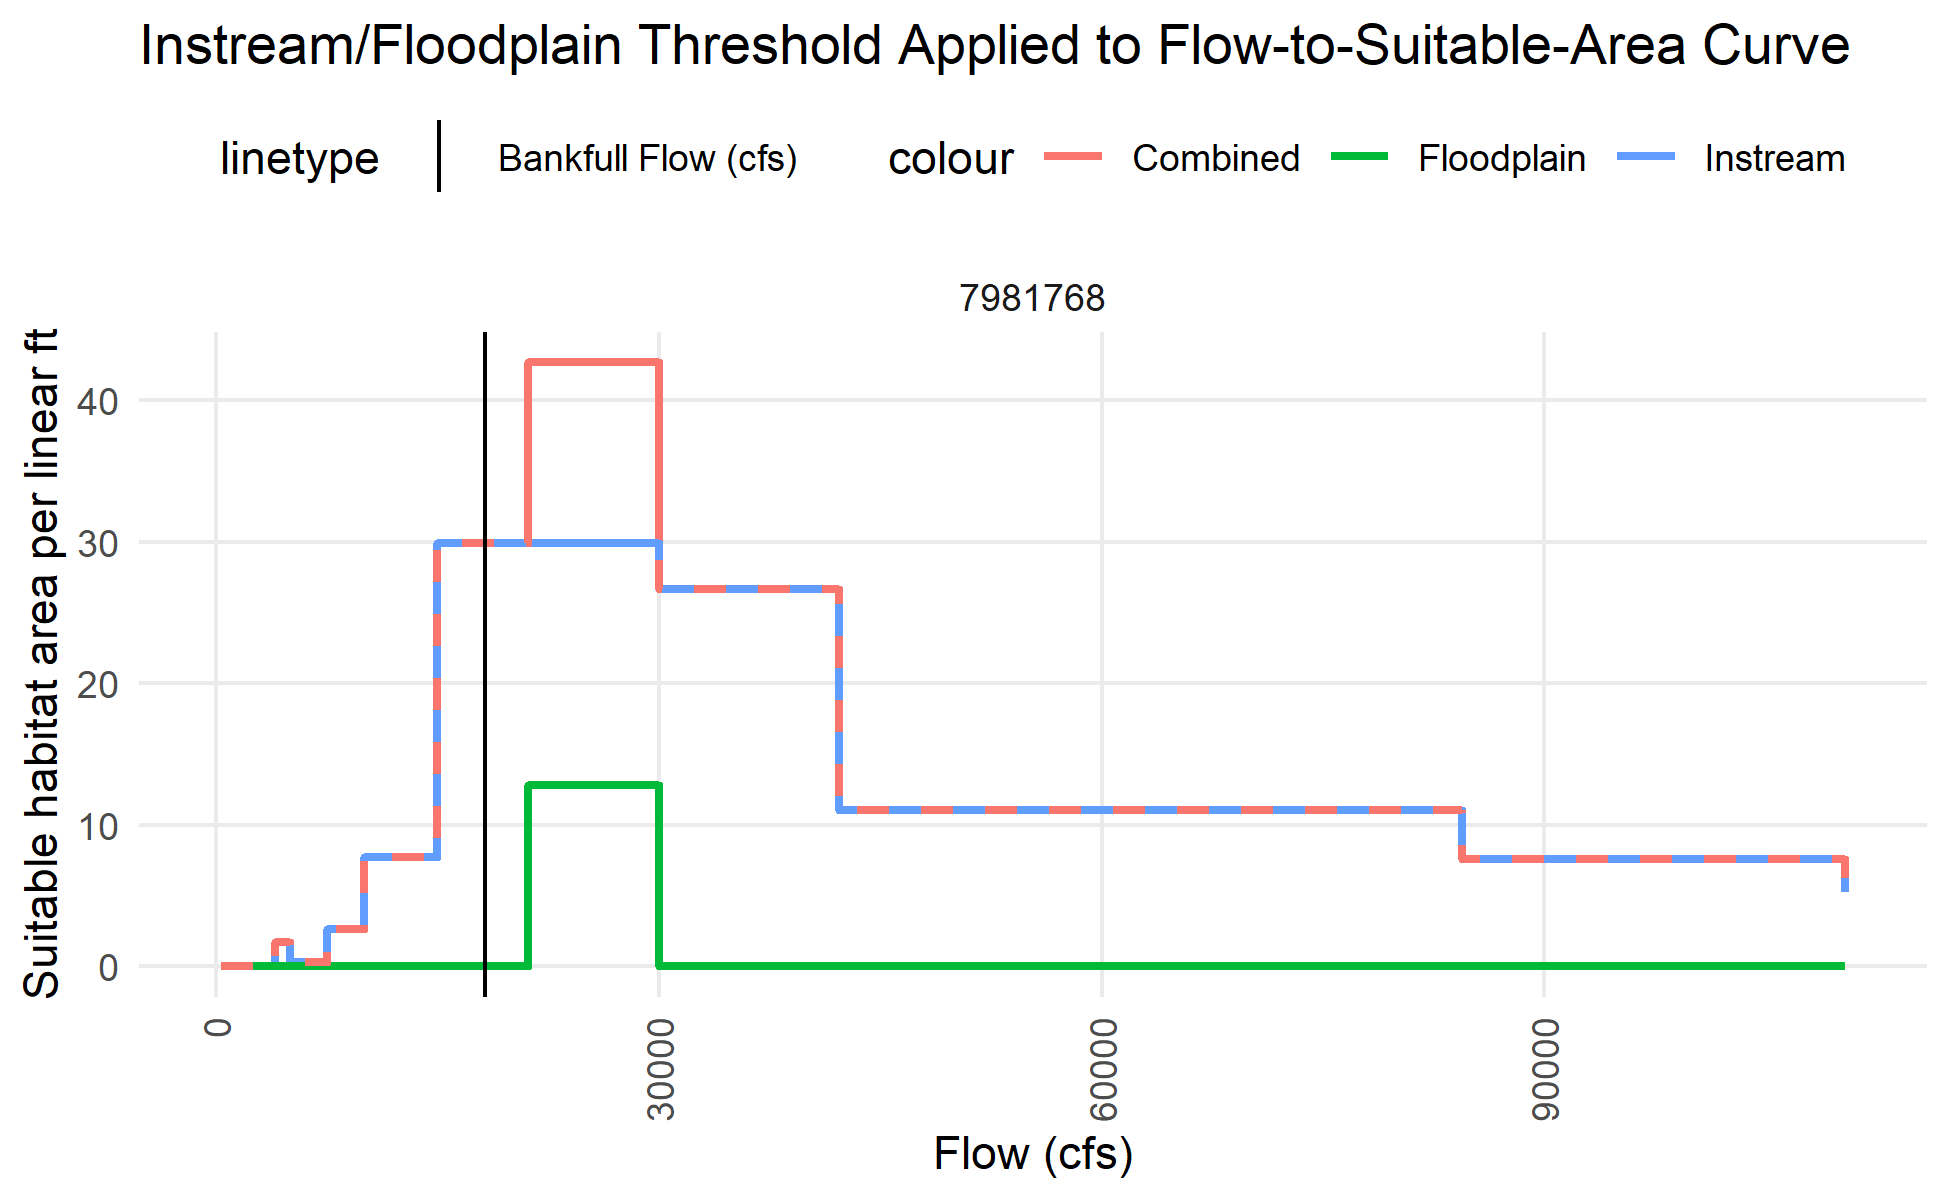 Instream/Floodplain Threshold Applied to Flow-to-Suitable-Area Curve
linetype Bankfull Flow (cfs) colour Combined Floodplain Instream
7981768
Suitable habitat area per linear ft
40
30
20
10
0
0 30000 60000 90000
Flow (cfs)